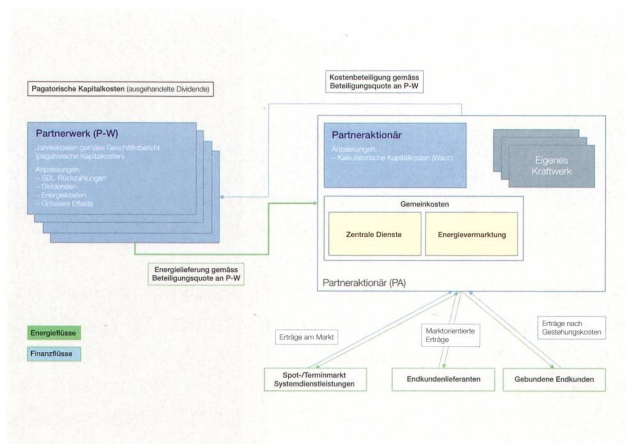 Kostenbeteiligung gemäss
Beteiligungsquote an P-W
Pagatorische Kapitalkosten (ausgehandelte Dividende)
Partnerwerk (P-W)
Jahreskosten gemäss Geschäftsbericht
(pagatorische Kapitalkosten)
Anpassungen:
– SDL-Rückzahlungen
– Dividenden
– Energiekosten
– Grössere Effekte
Partneraktionär
Anpassungen:
– Kalkulatorische Kapitalkosten (Wacc)
Eigenes
Kraftwerk
Gemeinkosten
Zentrale Dienste
Energievermarktung
Energielieferung gemäss
Beteiligungsquote an P-W
Partneraktionär (PA)
Energieflüsse
Finanzflüsse
Erträge am Markt
Marktorientierte
Erträge
Erträge nach
Gestehungskosten
Spot-/Terminmarkt
Systemdienstleistungen
Endkundenlieferanten
Gebundene Endkunden